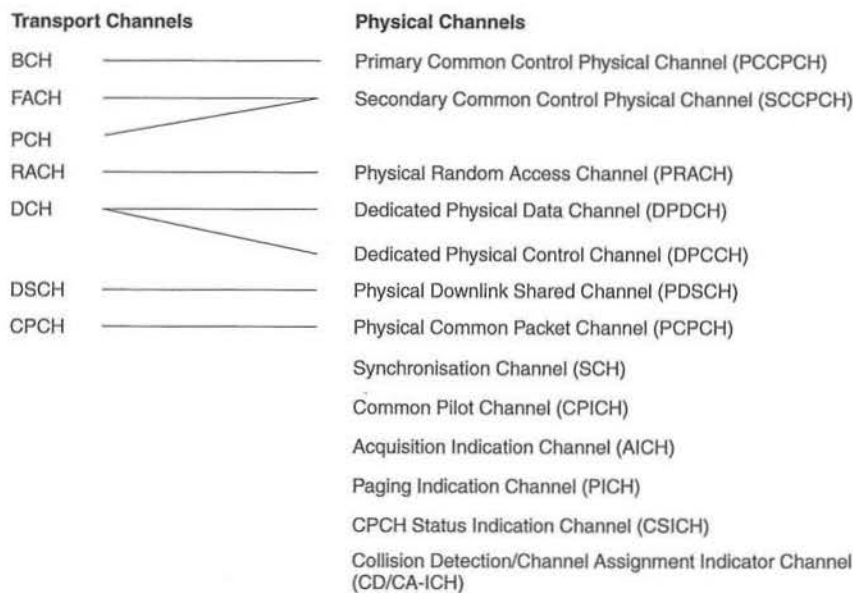 Transport Channels Physical Channels
BCH Primary Common Control Physical Channel (PCCPCH)
FACH Secondary Common Control Physical Channel (SCCPCH)
PCH
RACH Physical Random Access Channel (PRACH)
DCH Dedicated Physical Data Channel (DPDCH)
Dedicated Physical Control Channel (DPCCH)
DSCH Physical Downlink Shared Channel (PDSCH)
CPCH Physical Common Packet Channel (PCPCH)
Synchronisation Channel (SCH)
Common Pilot Channel (CPICH)
Acquisition Indication Channel (AICH)
Paging Indication Channel (PICH)
CPCH Status Indication Channel (CSICH)
Collision Detection/Channel Assignment Indicator Channel
(CD/CA-ICH)